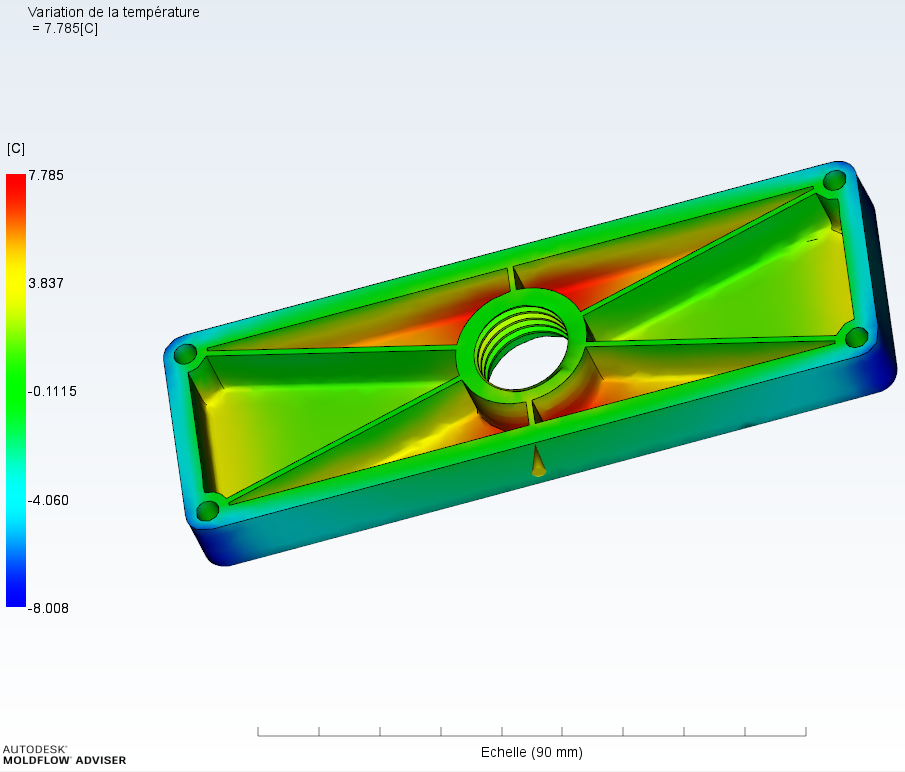 Variation de la température
= 7.785[C]
[C]
7.785
3.837
-0.1115
-4.060
-8.008
Echelle (90 mm)
AUTODESK®
MOLDFLOW® ADVISER